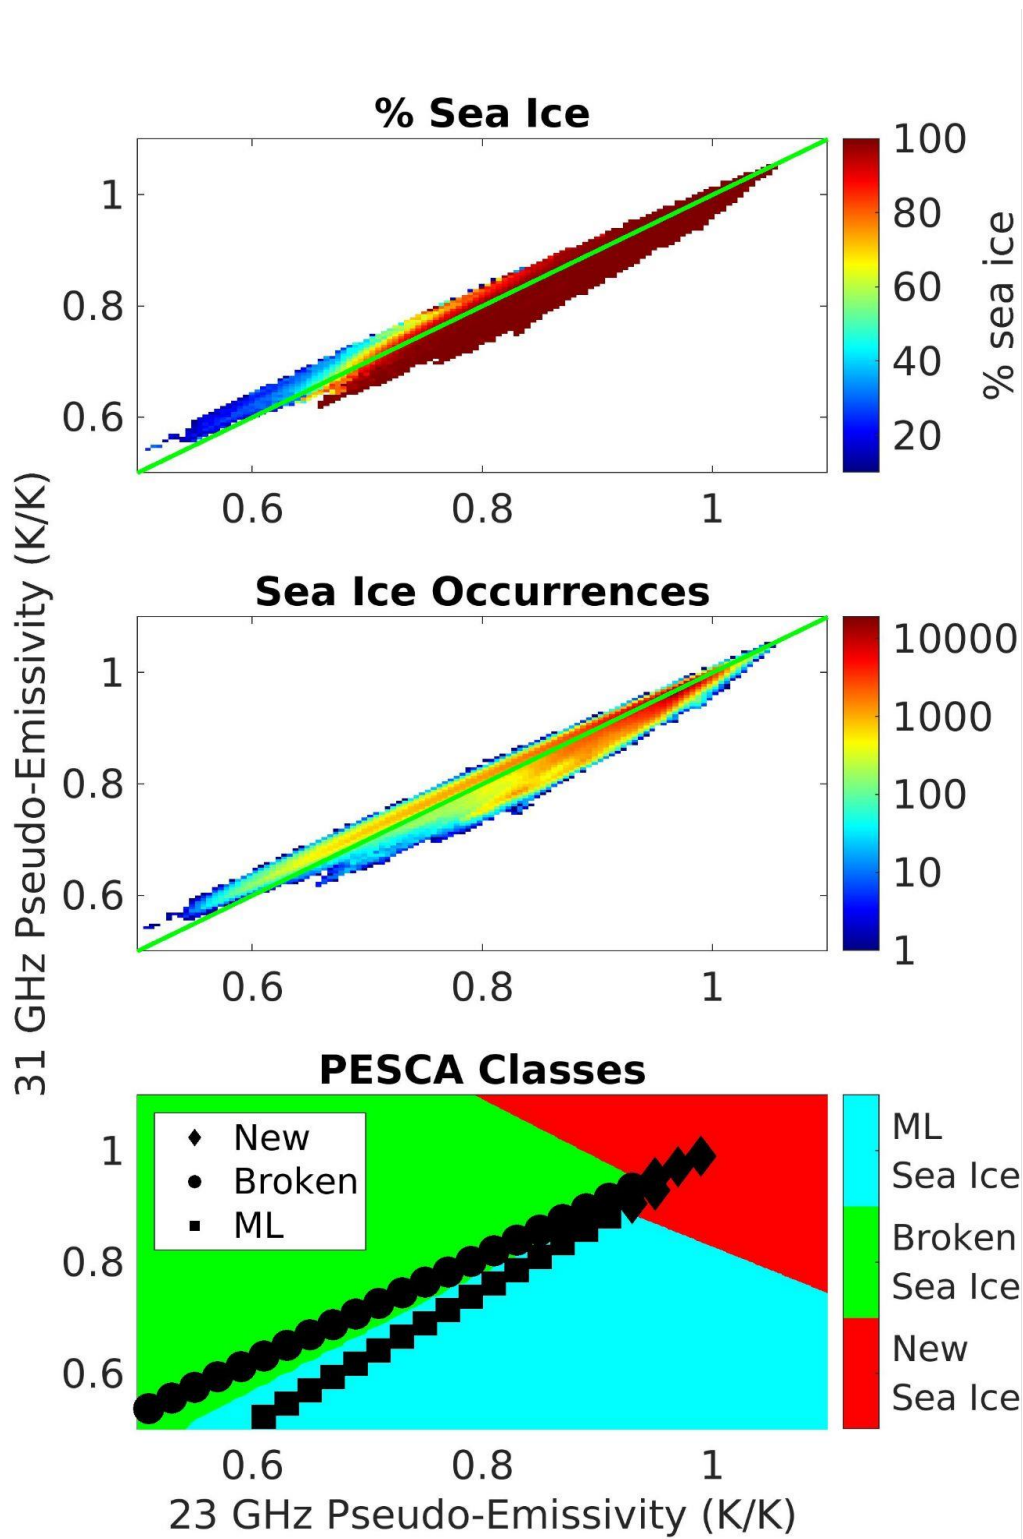 % Sea Ice
1
0.8
0.6
0.6 0.8 1
100
80
60
40
20
% sea ice
Sea Ice Occurrences
1
0.8
0.6
0.6 0.8 1
10000
1000
100
10
1
31 GHz Pseudo-Emissivity (K/K)
PESCA Classes
New
Broken
ML
1
0.8
0.6
0.6 0.8 1
ML
Sea Ice
Broken
Sea Ice
New
Sea Ice
23 GHz Pseudo-Emissivity (K/K)